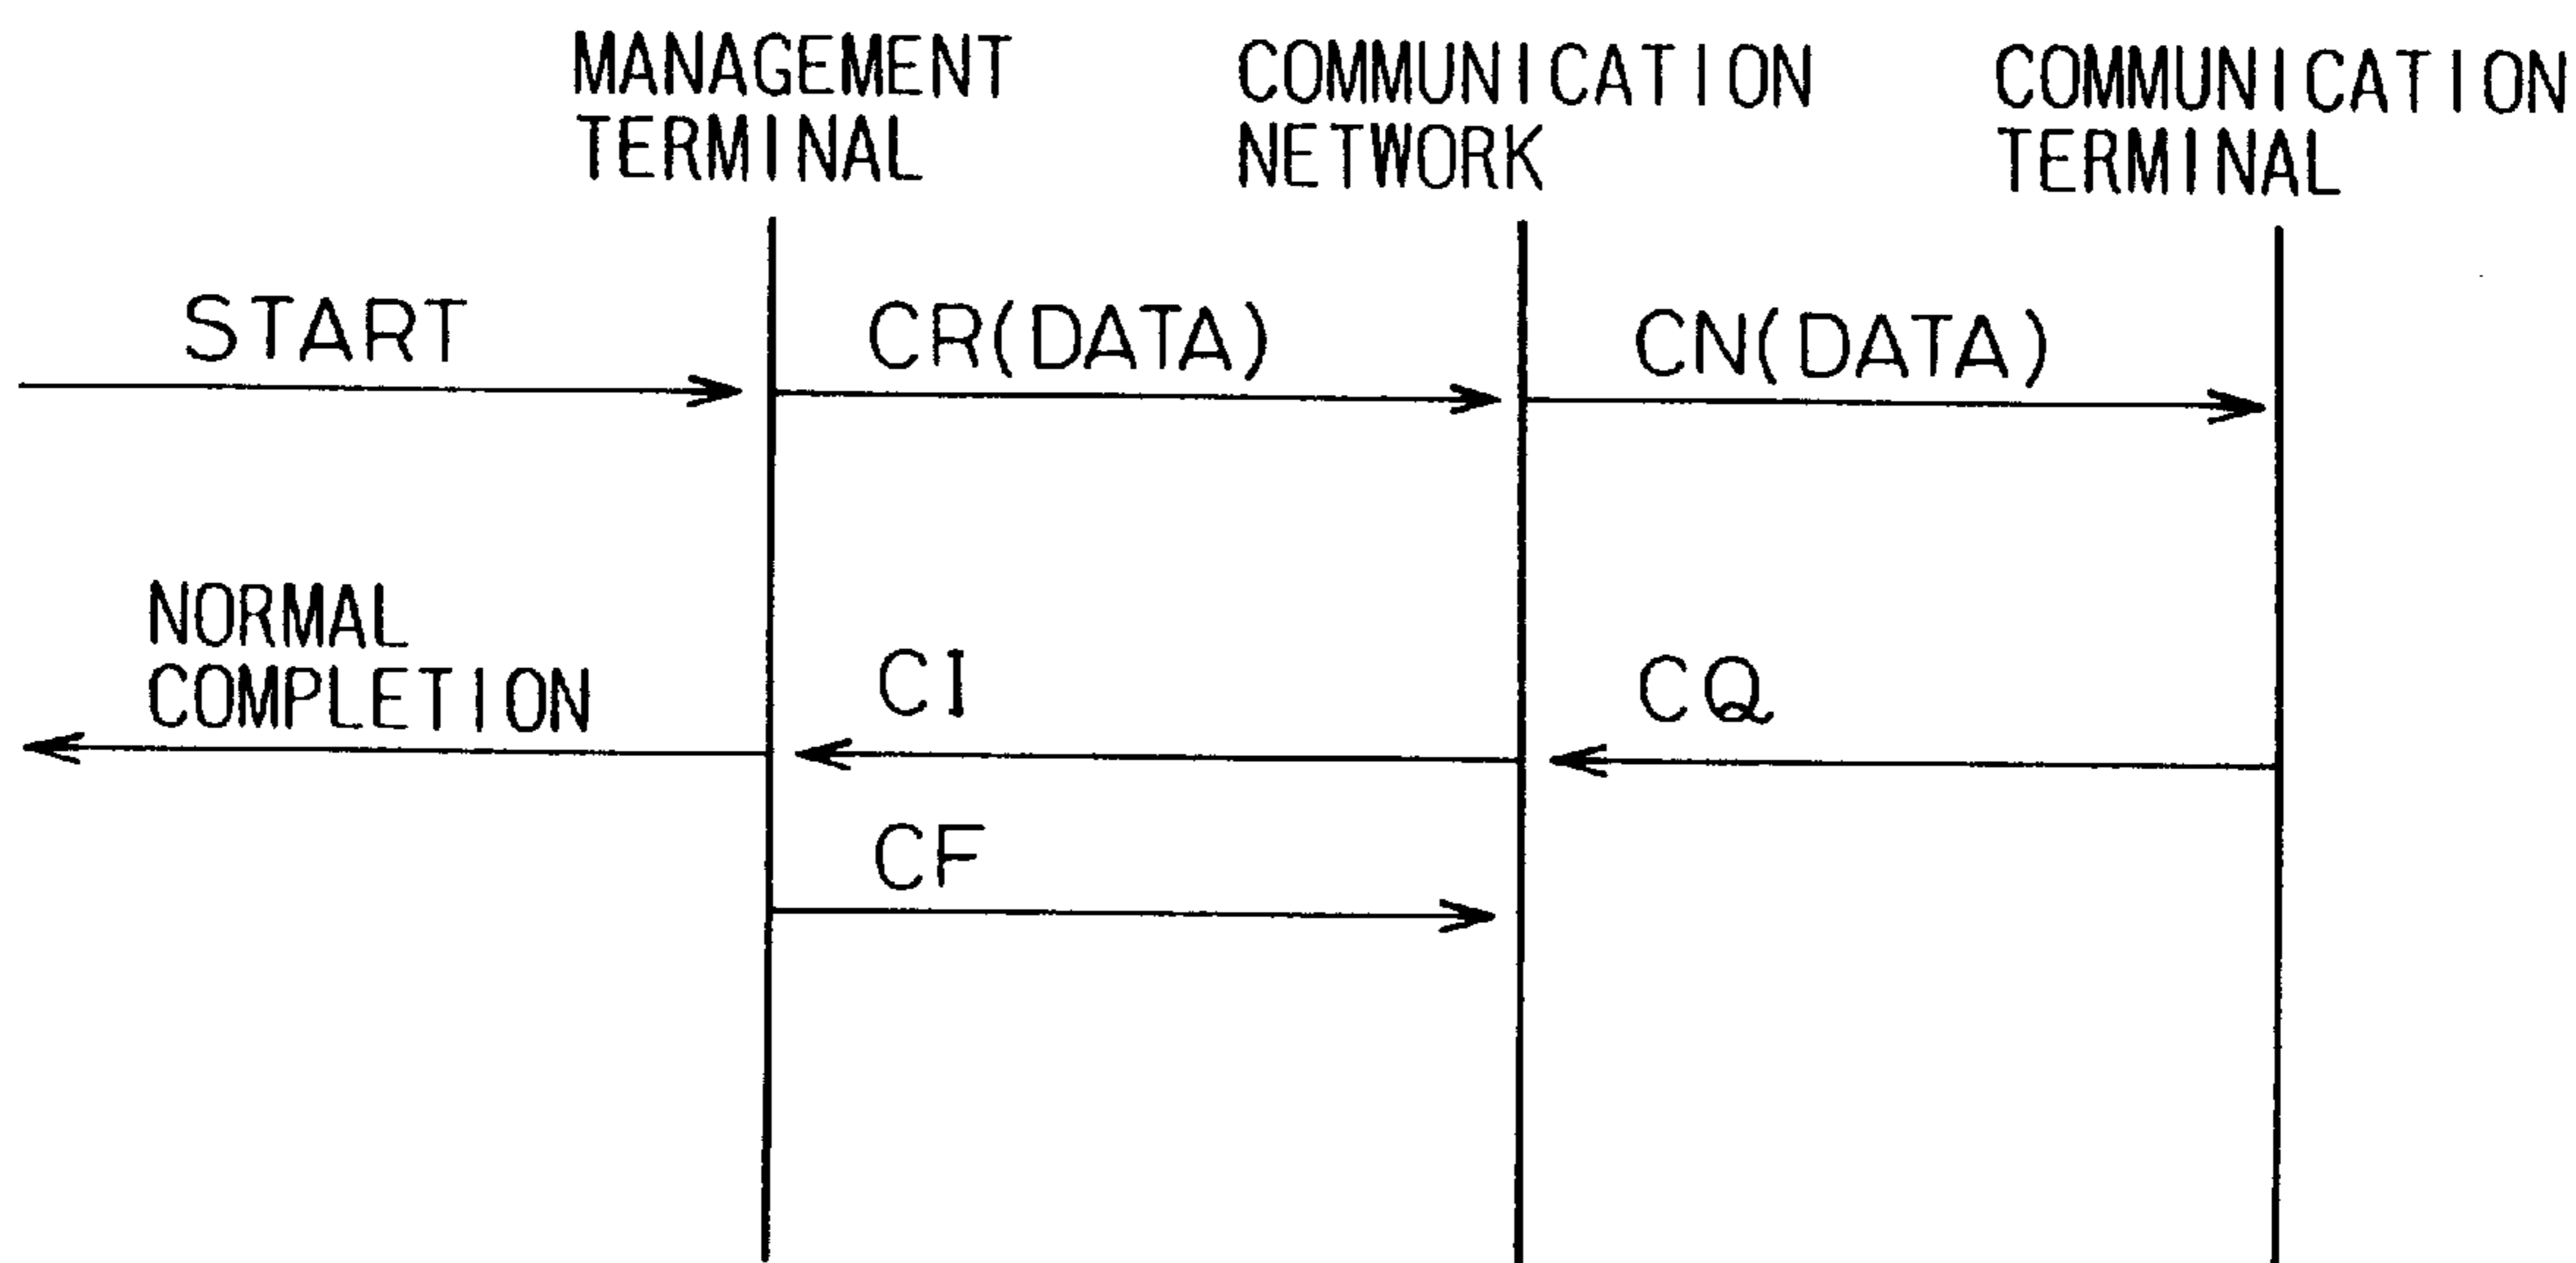 MANAGEMENT
TERMINAL
COMMUNICATION
NETWORK
COMMUNICATION
TERMINAL
START
CR(DATA)
CN(DATA)
NORMAL
COMPLETION
CI
CQ
CF